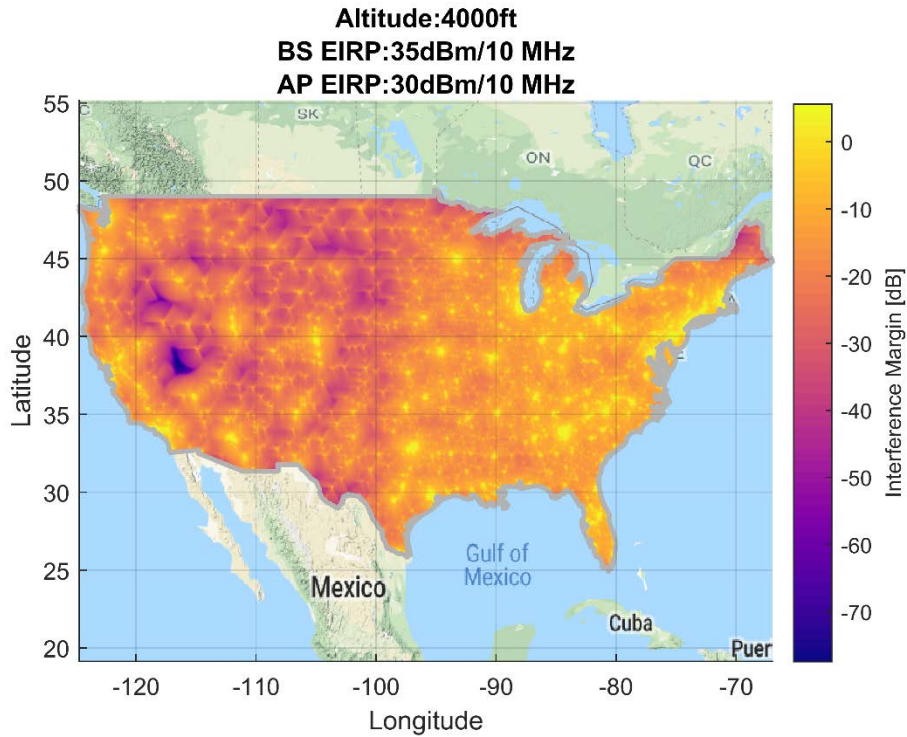 Altitude:4000ft
BS EIRP:35dBm/10 MHz
AP EIRP:30dBm/10 MHz
55
50
45
40
35
30
25
20
Latitude
-120
-110
-100
-90
-80
-70
Longitude
SK
ON
QC
Gulf of
Mexico
Mexico
Cuba
Puer
0
-10
-20
-30
-40
-50
-60
-70
Interference Margin [dB]